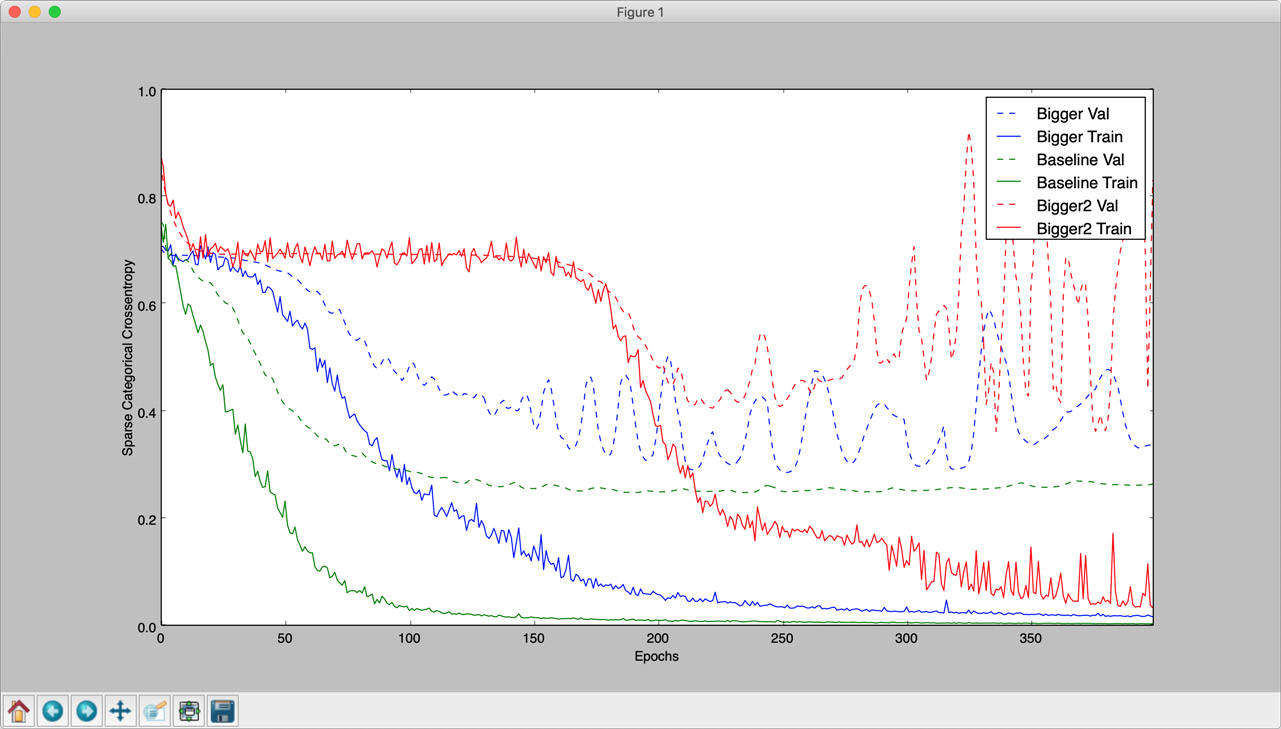 Figure 1
1.0
0.8
0.6
0.4
0.2
0.0
Sparse Categorical Crossentropy
Bigger Val
Bigger Train
Baseline Val
Baseline Train
Bigger2 Val
Bigger2 Train
0 50 100 150 200 250 300 350
Epochs